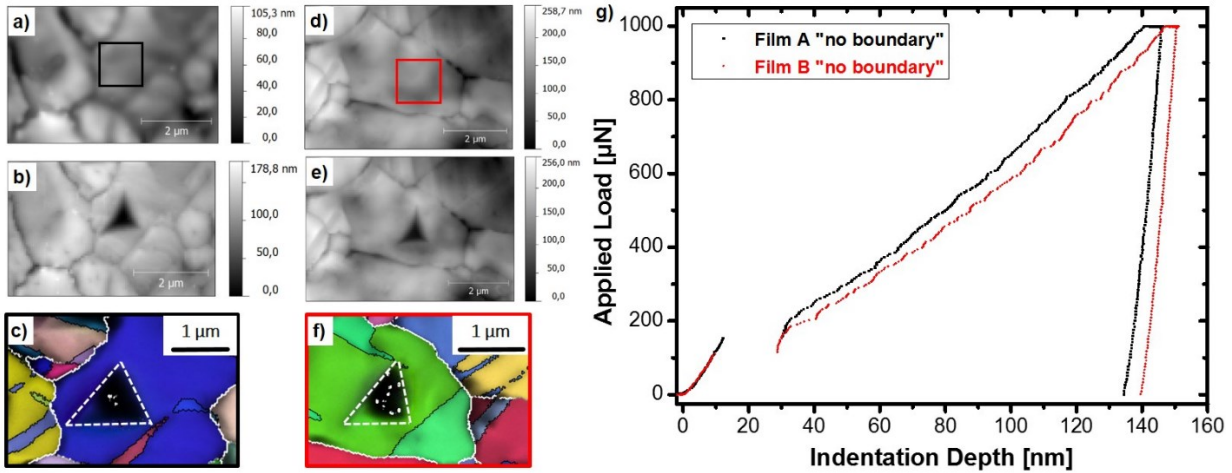 a)
105,3 nm
80,0
60,0
40,0
20,0
0,0
2 µm
b)
178,8 nm
100,0
50,0
0,0
2 µm
c)
1 µm
d)
258,7 nm
200,0
150,0
100,0
50,0
0,0
2 µm
e)
256,0 nm
200,0
150,0
100,0
50,0
0,0
2 µm
f)
1 µm
g)
Applied Load [µN]
1000
800
600
400
200
0
Film A "no boundary"
Film B "no boundary"
0 20 40 60 80 100 120 140 160
Indentation Depth [nm]